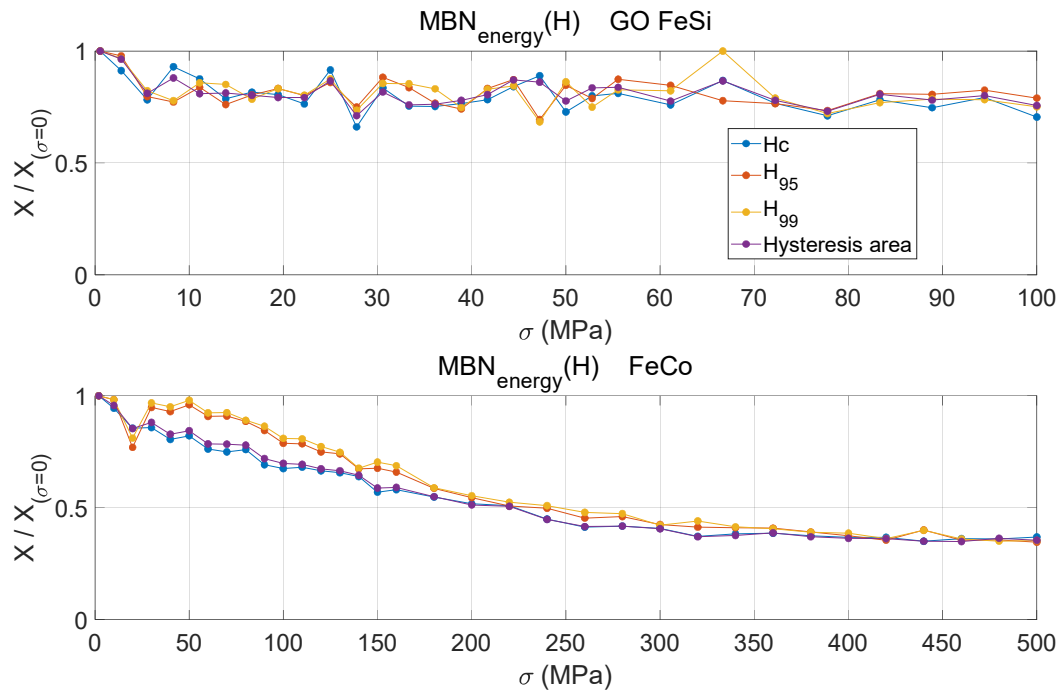 MBN_energy(H) GO FeSi
1
0.5
0
X / X_(σ=0)
Hc
H_95
H_99
Hysteresis area
0 10 20 30 40 50 60 70 80 90 100
σ (MPa)
MBN_energy(H) FeCo
1
0.5
0
X / X_(σ=0)
0 50 100 150 200 250 300 350 400 450 500
σ (MPa)